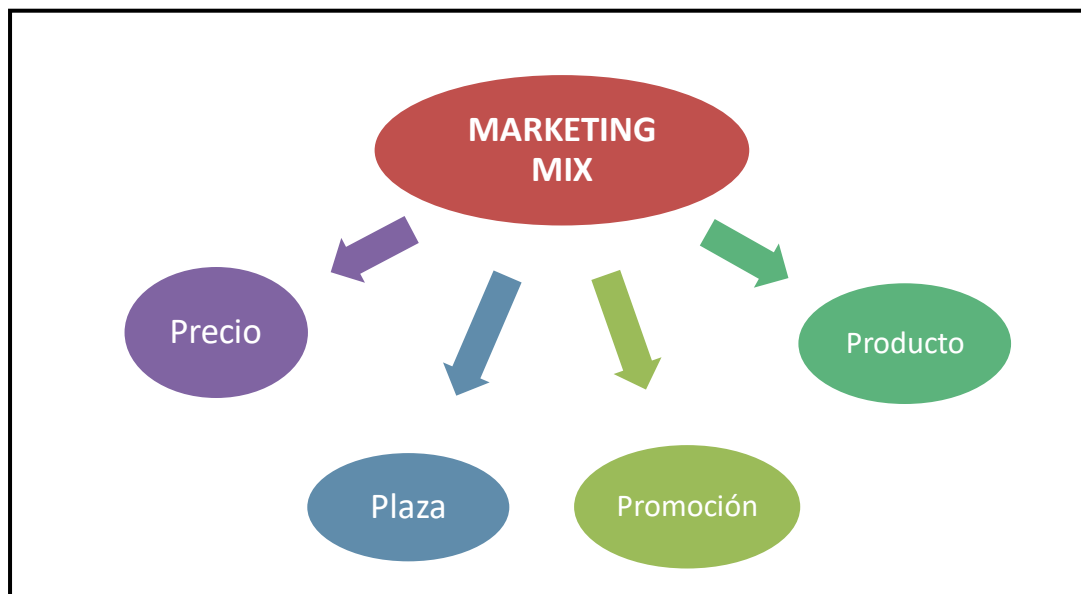 MARKETING
MIX
Precio
Producto
Plaza
Promoción